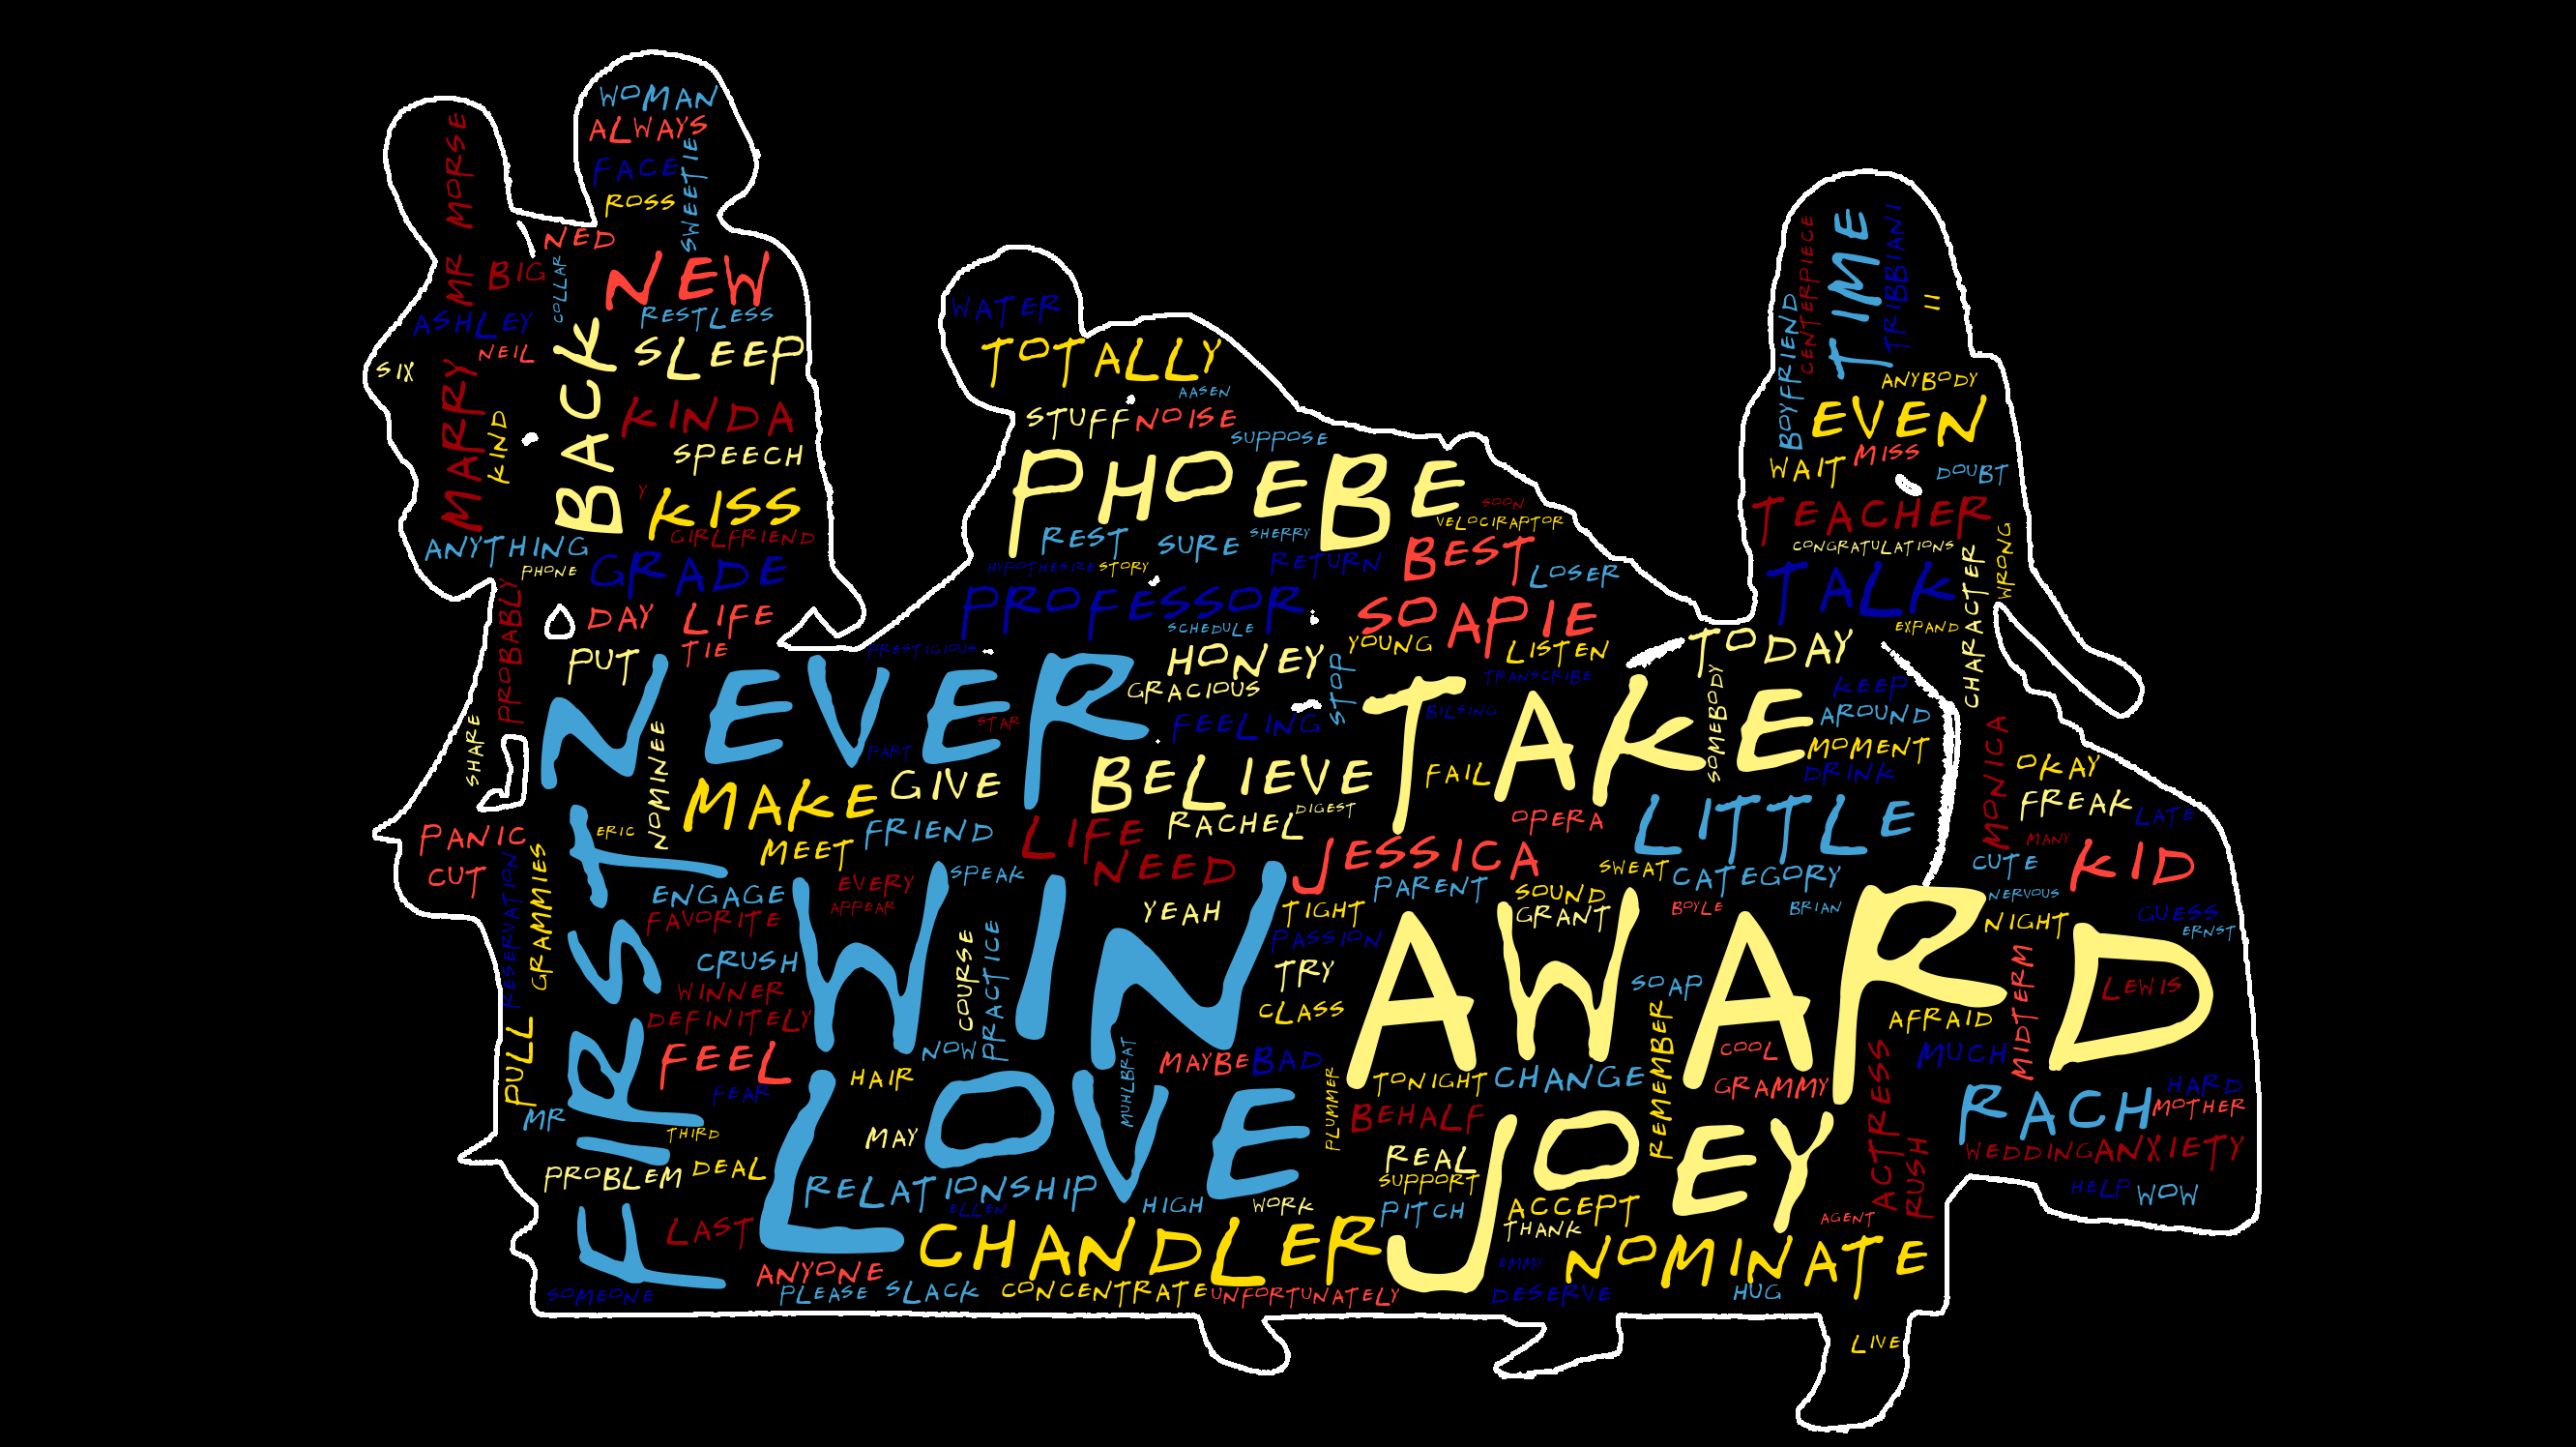 WOMAN
ALWAYS
FACE
SWEETIE
ROSS
MR MORSE
NED
BIG
COLLAR
NEW
ASHLEY
RESTLESS
NEIL
SIX
BACK
SLEEP
MARRY
KIND
KINDA
SPEECH
Y
KISS
GIRLFRIEND
ANYTHING
PHONE
GRADE
PROBABLY
DAY
LIFE
TIE
PUT
WATER
TOTALLY
AASEN
STUFF
NOISE
SUPPOSE
PHOEBE
SOON
VELOCIRAPTOR
REST
SURE
SHERRY
RETURN
BEST
LOSER
HYPOTHESIZE
STORY
PROFESSOR
SCHEDULE
SOAPIE
YOUNG
LISTEN
PRESTIGIOUS
HONEY
GRACIOUS
STOP
TRANSCRIBE
FEELING
BILSING
CENTERPIECE
TIME
TRIBBIANI
II
BOYFRIEND
ANYBODY
EVEN
MISS
WAIT
DOUBT
TEACHER
CONGRATULATIONS
WRONG
TALK
CHARACTER
EXPAND
TODAY
SOMEBODY
KEEP
AROUND
MOMENT
DRINK
NEVER
STAR
PART
TAKE
SHARE
NOMINEE
MAKE
GIVE
BELIEVE
FAIL
MONICA
OKAY
FREAK
LATE
MANY
PANIC
CUT
ERIC
MEET
FRIEND
LIFE
NEED
RACHEL
DIGEST
OPERA
LITTLE
JESSICA
KID
CUTE
NERVOUS
RESERVATION
GRAMMIES
FIRST
ENGAGE
FAVORITE
EVERY
APPEAR
SPEAK
YEAH
TIGHT
PARENT
SOUND
GRANT
SWEAT
CATEGORY
BOYLE
BRIAN
NIGHT
GUESS
ERNST
WIN
AWARD
LEWIS
CRUSH
WINNER
DEFINITELY
COURSE
PRACTICE
PASSION
TRY
CLASS
SOAP
REMEMBER
AFRAID
MUCH
MIDTERM
PULL
FEEL
FEAR
NOW
HAIR
MUHLBRAT
MAYBE
BAD
PLUMMER
TONIGHT
CHANGE
COOL
GRAMMY
ACTRESS
RUSH
RACH
HARD
MOTHER
WEDDING
ANXIETY
HELP
WOW
MR
THIRD
PROBLEM
DEAL
MAY
LOVE
BEHALF
JOEY
REAL
SUPPORT
PITCH
RELATIONSHIP
ELLEN
HIGH
WORK
LAST
CHANDLER
ACCEPT
THANK
AGENT
EMMY
NOMINATE
ANYONE
SOMEONE
PLEASE
SLACK
CONCENTRATE
UNFORTUNATELY
DESERVE
HUG
LIVE